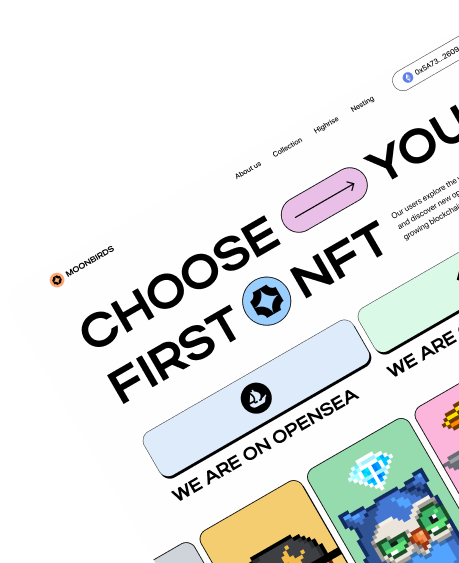 0x5A73...2609
About us
Collection
Highrise
Nesting
MOONBIRDS
CHOOSE YOU
FIRST NFT
Our users explore the
and discover new op
growing blockchai
WE ARE ON OPENSEA
WE ARE